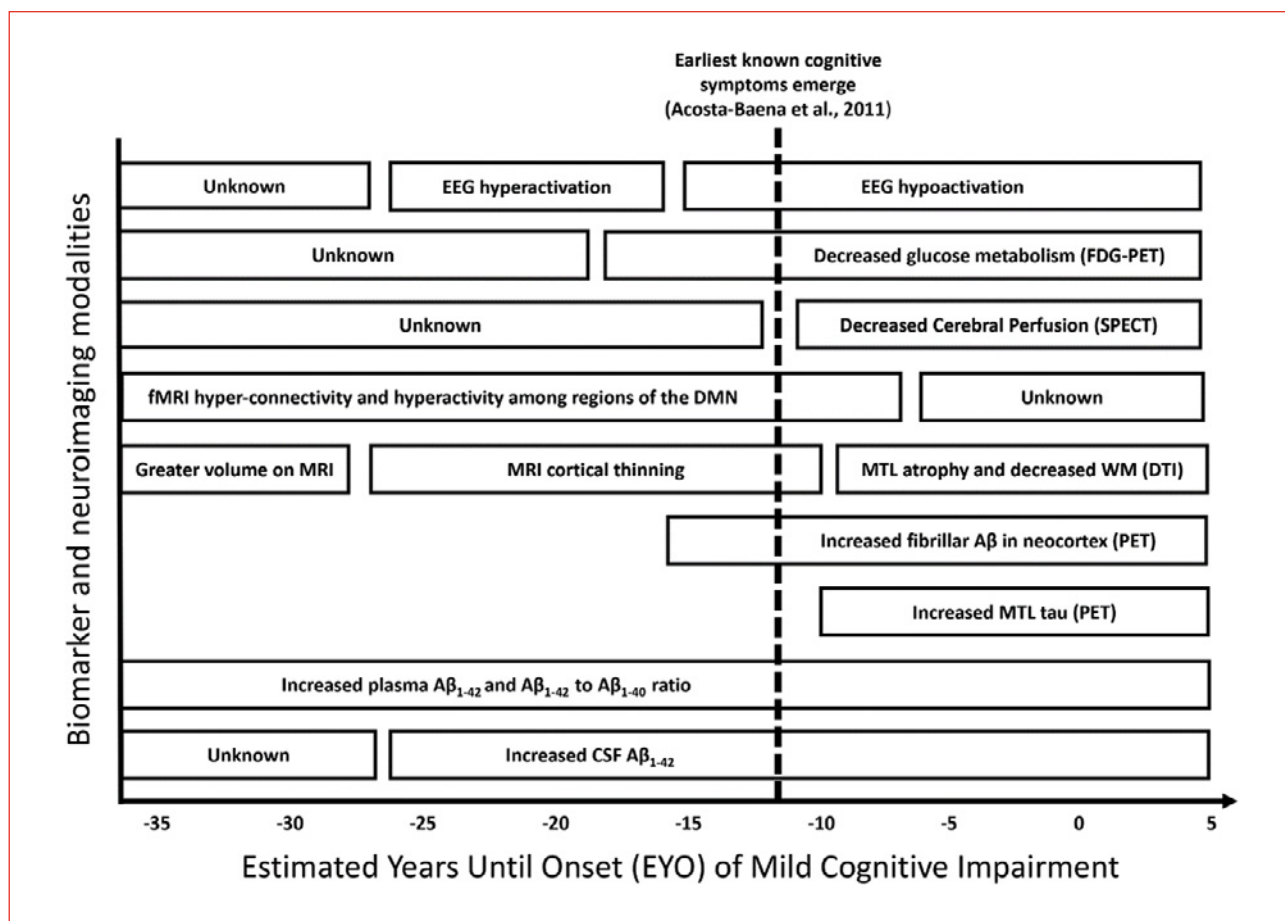 Earliest known cognitive
symptoms emerge
(Acosta-Baena et al., 2011)
Biomarker and neuroimaging modalities
Unknown EEG hyperactivation EEG hypoactivation
Unknown Decreased glucose metabolism (FDG-PET)
Unknown Decreased Cerebral Perfusion (SPECT)
fMRI hyper-connectivity and hyperactivity among regions of the DMN Unknown
Greater volume on MRI MRI cortical thinning MTL atrophy and decreased WM (DTI)
Increased fibrillar Aβ in neocortex (PET)
Increased MTL tau (PET)
Increased plasma Aβ₁₋₄₂ and Aβ₁₋₄₂ to Aβ₁₋₄₀ ratio
Unknown Increased CSF Aβ₁₋₄₂
-35 -30 -25 -20 -15 -10 -5 0 5
Estimated Years Until Onset (EYO) of Mild Cognitive Impairment